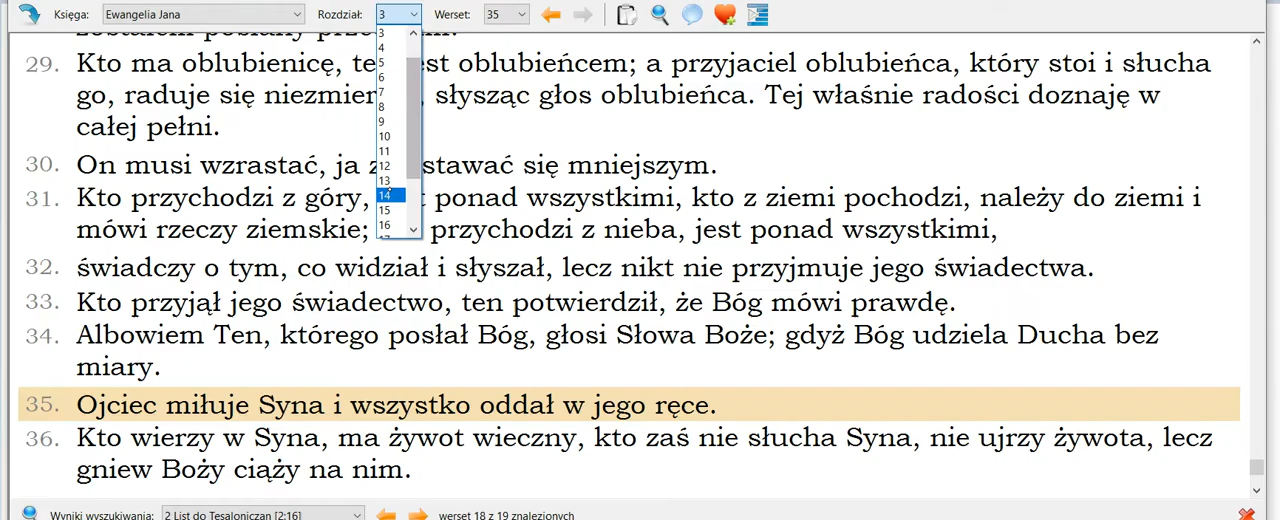 Księga: Ewangelia Jana Rozdział: 3 Werset: 35
29. Kto ma oblubienicę, est oblubieńcem; a przyjaciel oblubieńca, który stoi i słucha
go, raduje się słysząc głos oblubieńca. Tej właśnie radości doznaję w
całej pełni.
30. On musi wzrastać, ja stawać się mniejszym.
31. Kto przychodzi z góry, ponad wszystkimi, kto z ziemi pochodzi, należy do ziemi i
mówi rzeczy ziemskie; przychodzi z nieba, jest ponad wszystkimi,
32. świadczy o tym, co widział i słyszał, lecz nikt nie przyjmuje jego świadectwa.
33. Kto przyjął jego świadectwo, ten potwierdził, że Bóg mówi prawdę.
34. Albowiem Ten, którego posłał Bóg, głosi Słowa Boże; gdyż Bóg udziela Ducha bez
miary.
35. Ojciec miłuje Syna i wszystko oddał w jego ręce.
36. Kto wierzy w Syna, ma żywot wieczny, kto zaś nie słucha Syna, nie ujrzy żywota, lecz
gniew Boży ciąży na nim.
3
4
5
6
7
8
9
10
11
12
13
14
15
16
Wyniki wyszukiwania: 2 List do Tesaloniczan [2:16] werset 18 z 19 znalezionych